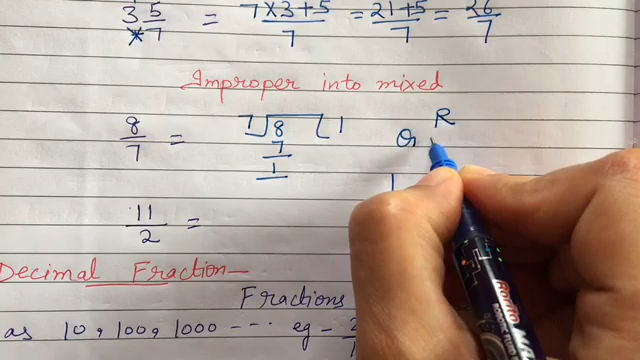 3 5/7 = 7×3+5/7 = 21+5/7 = 26/7
Improper into mixed
8/7 = 7 8 1 Q R
7
1
11/2 =
Decimal Fraction—
Fractions
as 10, 100, 1000 ---- eg -